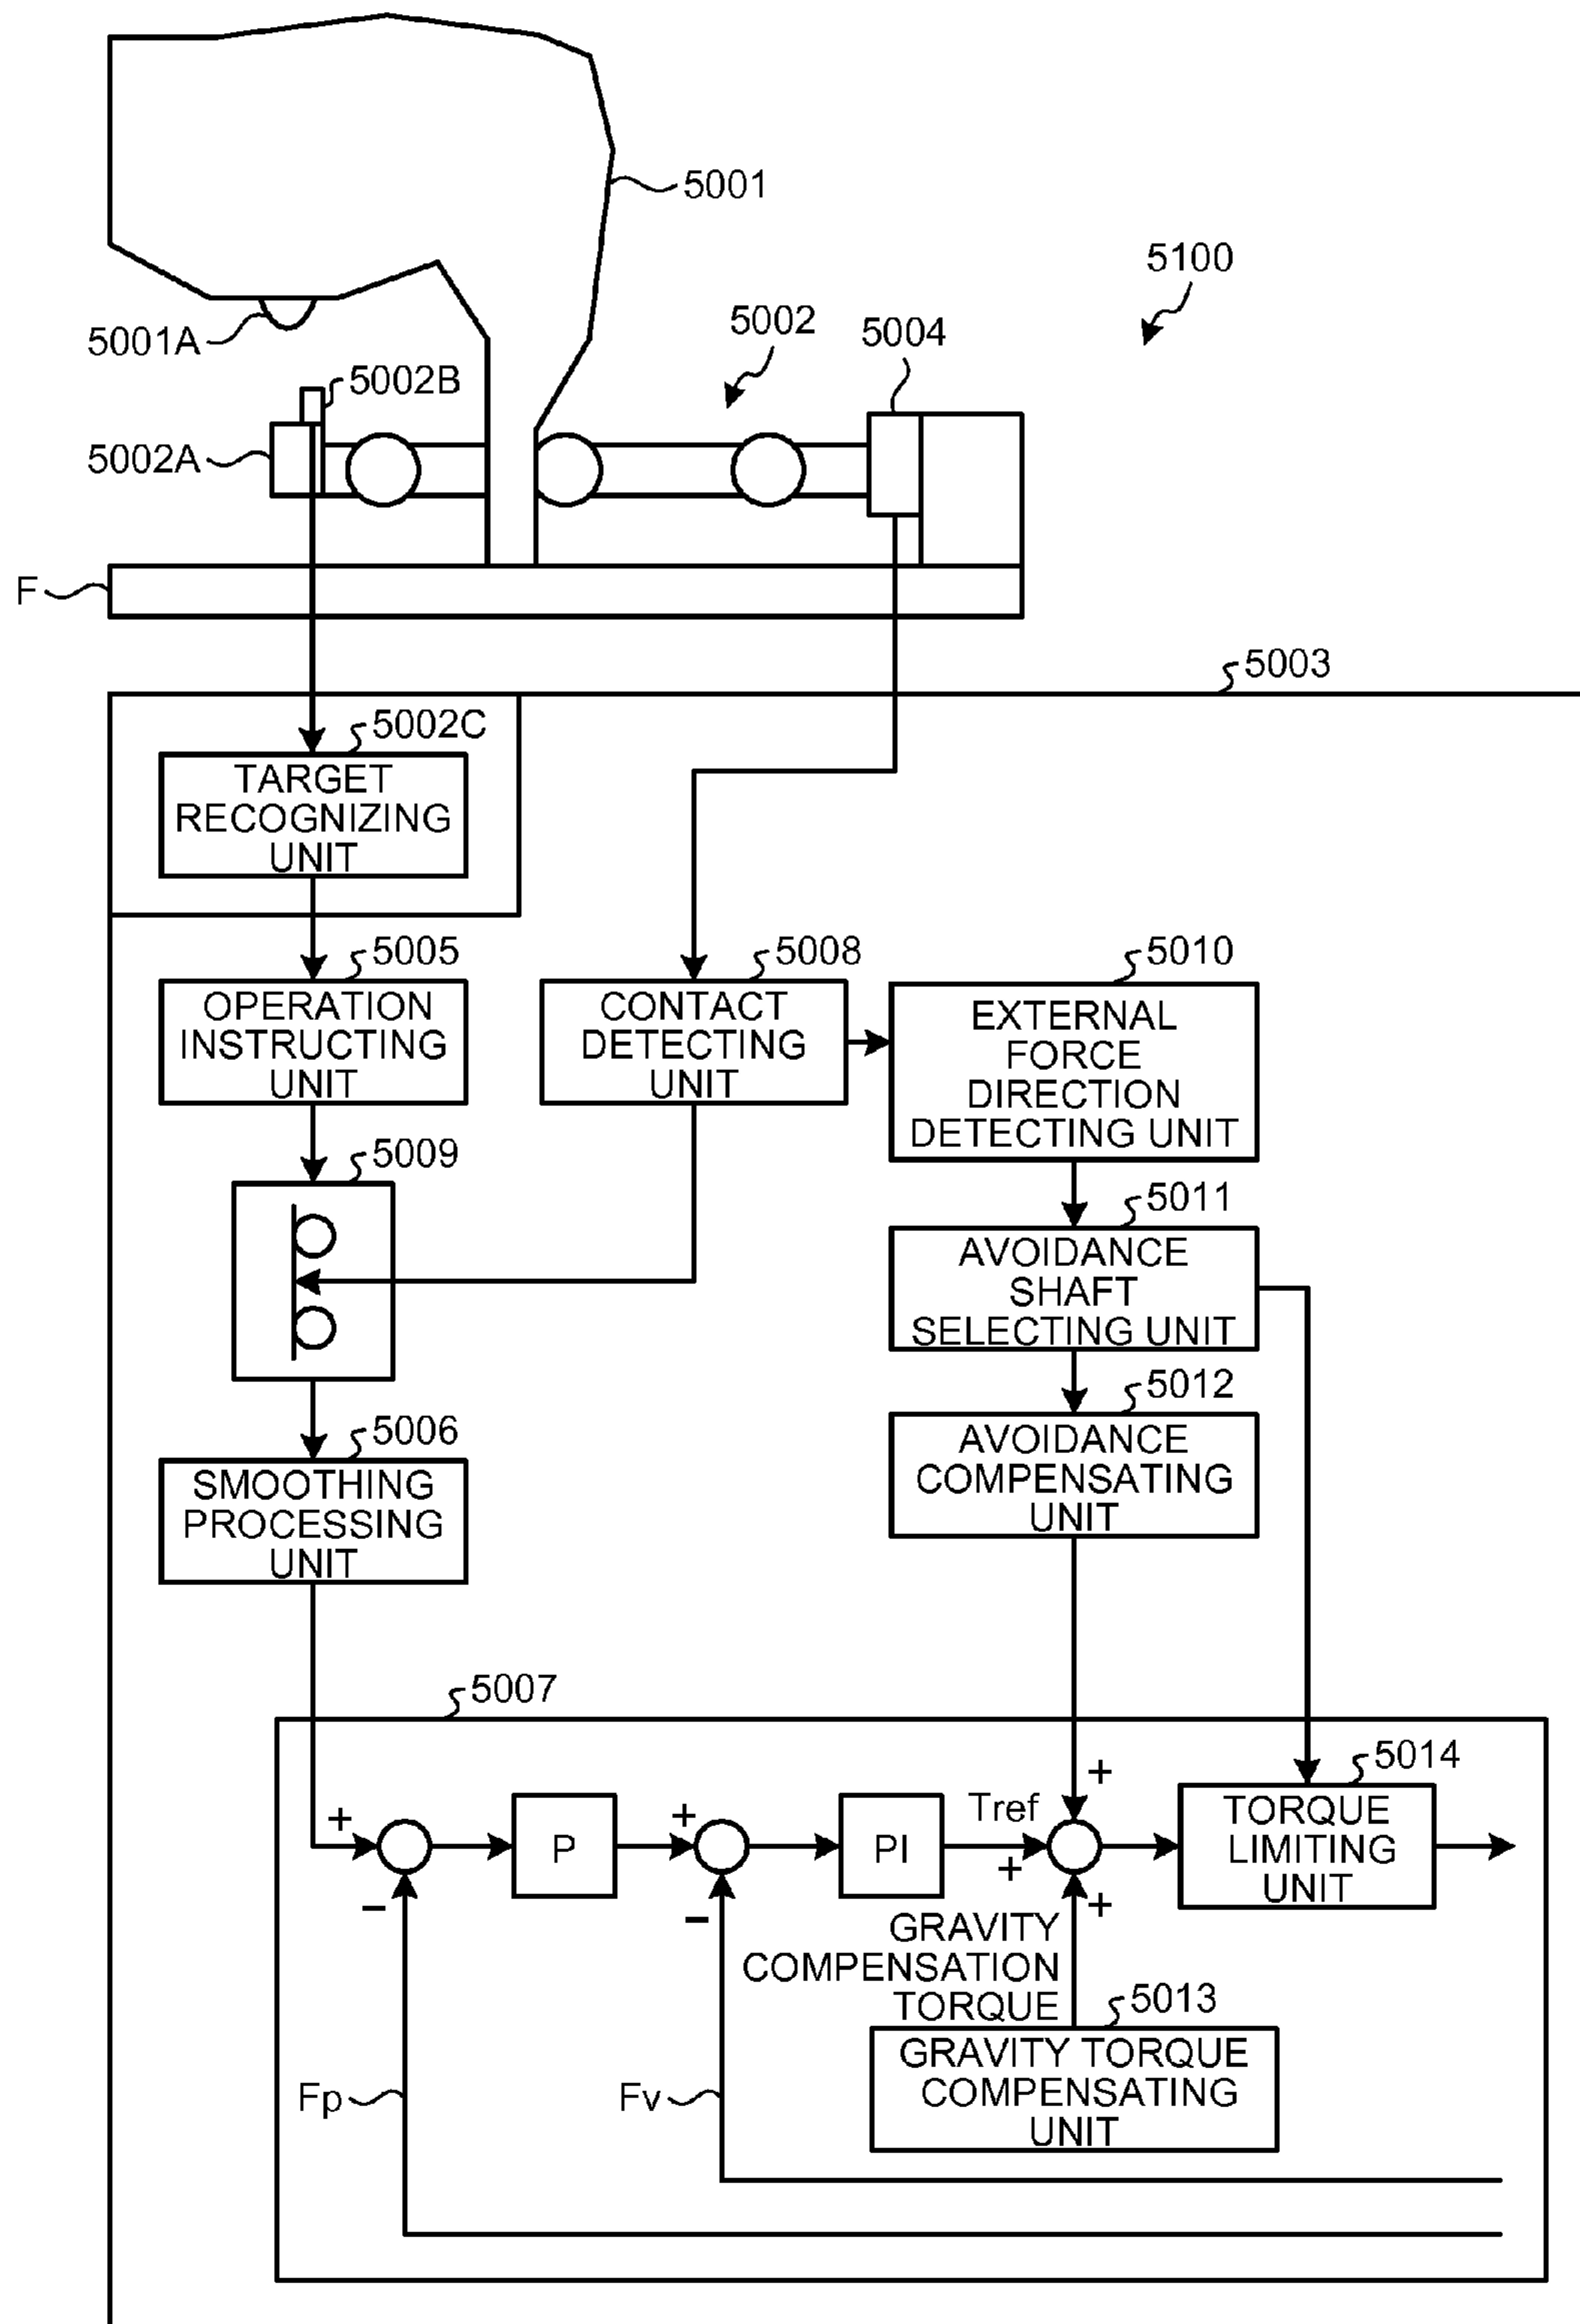 5001
5100
5001A
5002
5004
5002B
5002A
F
5003
5002C
TARGET
RECOGNIZING
UNIT
5005
OPERATION
INSTRUCTING
UNIT
5008
CONTACT
DETECTING
UNIT
5010
EXTERNAL
FORCE
DIRECTION
DETECTING UNIT
5009
5011
AVOIDANCE
SHAFT
SELECTING UNIT
5012
AVOIDANCE
COMPENSATING
UNIT
5006
SMOOTHING
PROCESSING
UNIT
5007
5014
TORQUE
LIMITING
UNIT
+
+
+
P
PI
Tref
+
+
−
−
GRAVITY
COMPENSATION
TORQUE
5013
GRAVITY TORQUE
COMPENSATING
UNIT
Fp
Fv